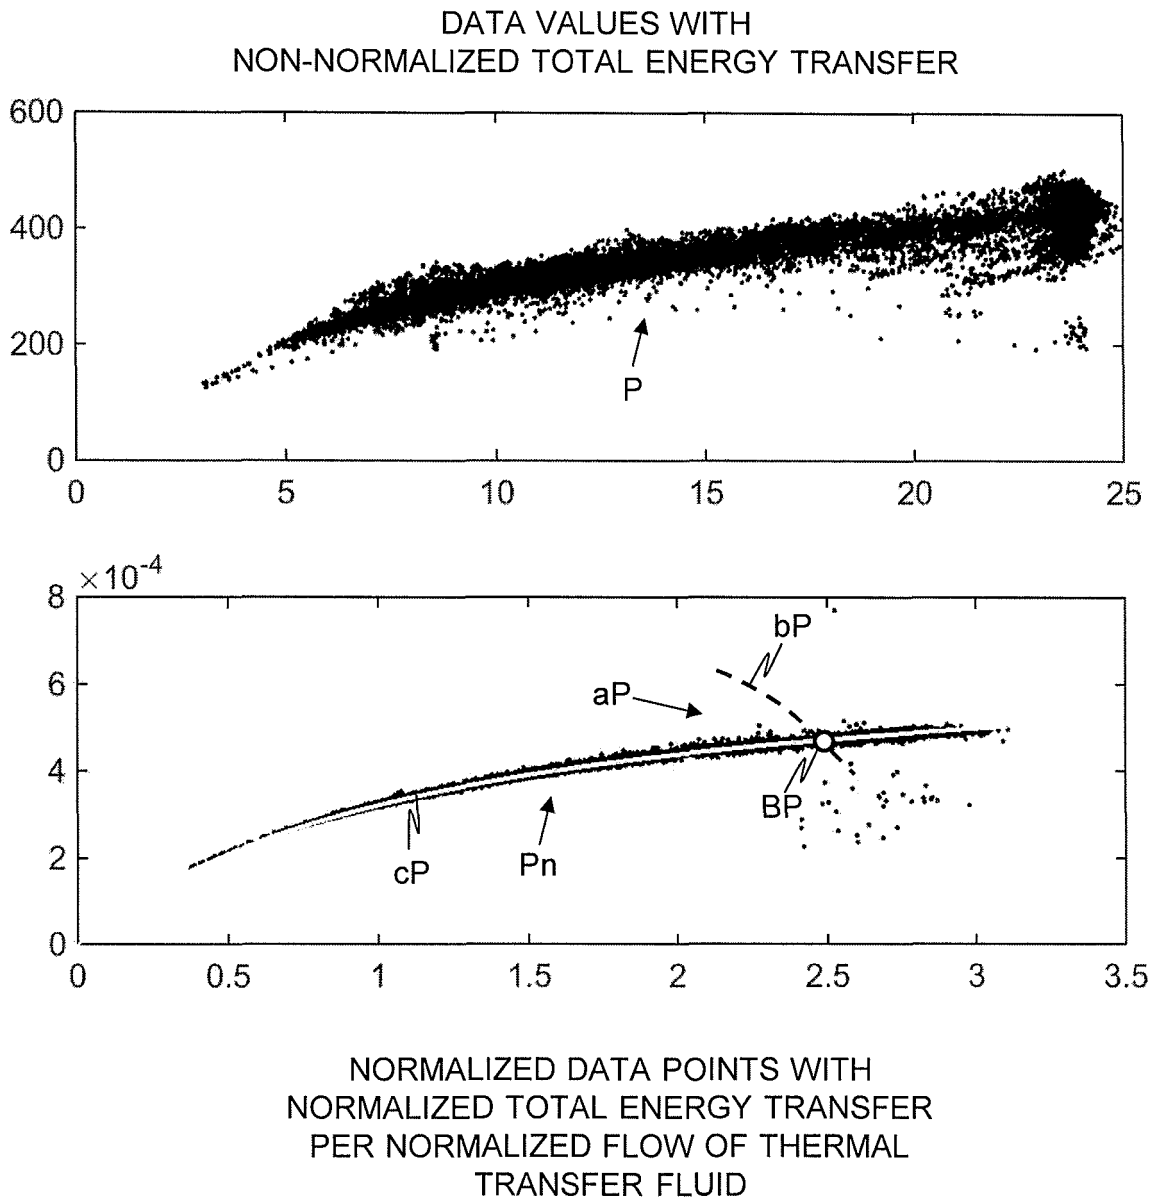 DATA VALUES WITH
NON-NORMALIZED TOTAL ENERGY TRANSFER
600
400
200
0
P
0 5 10 15 20 25
×10-4
8
6
4
2
0
bP
aP
BP
cP
Pn
0 0.5 1 1.5 2 2.5 3 3.5
NORMALIZED DATA POINTS WITH
NORMALIZED TOTAL ENERGY TRANSFER
PER NORMALIZED FLOW OF THERMAL
TRANSFER FLUID